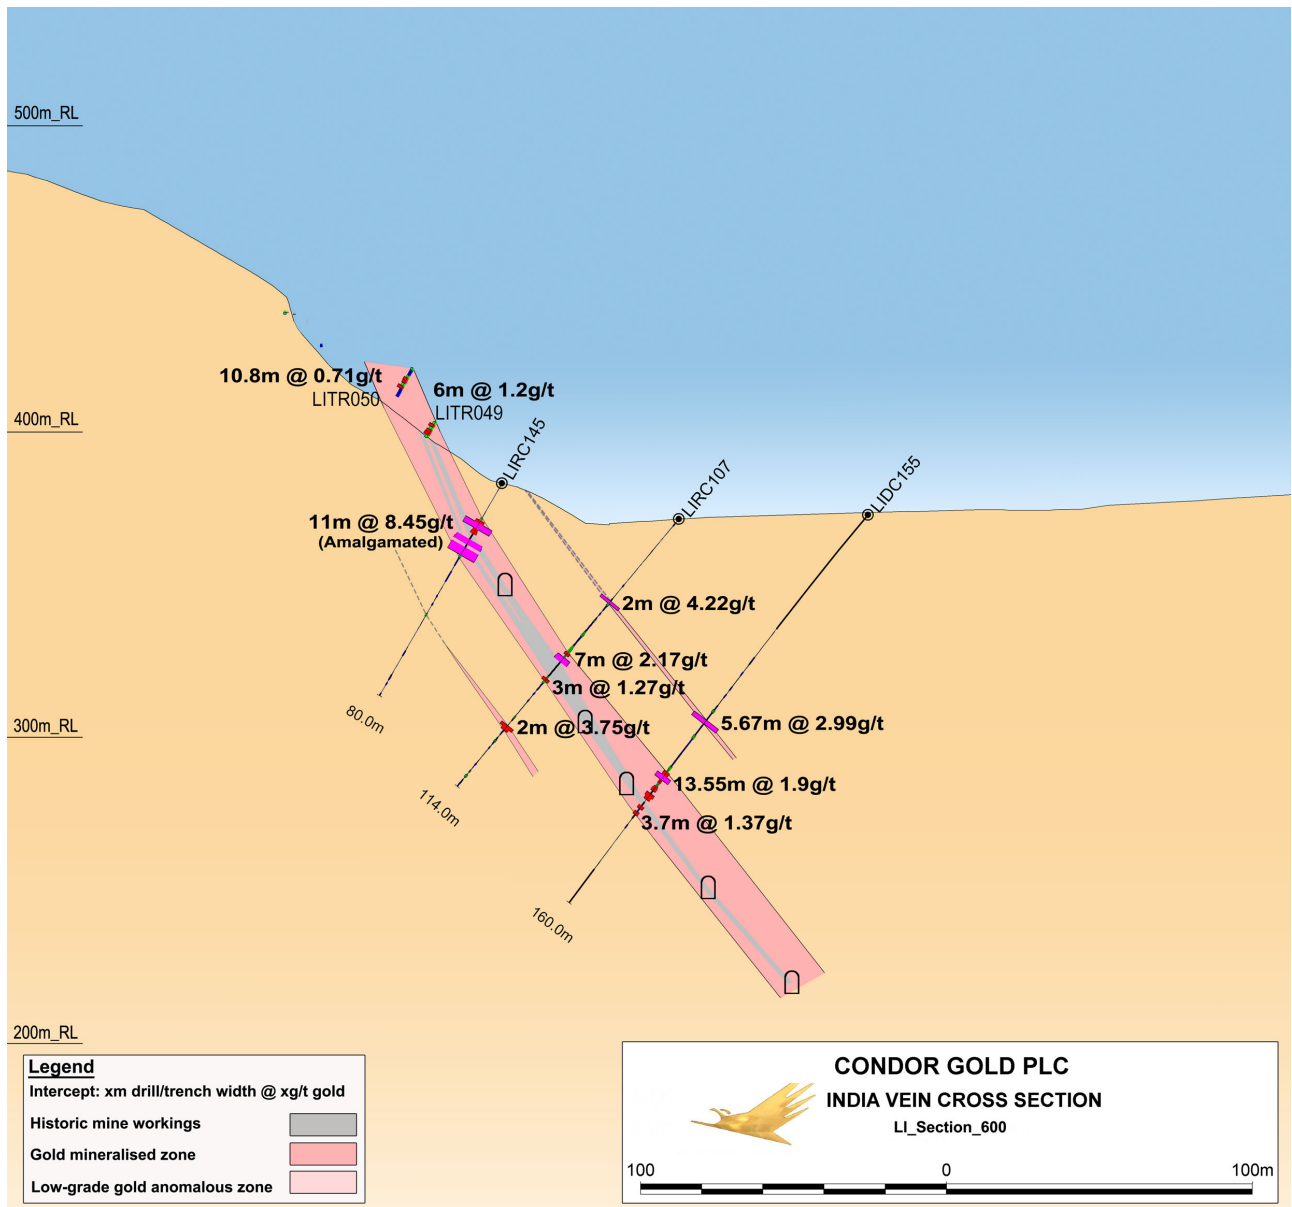 500m_RL
10.8m @ 0.71g/t
LITR050
6m @ 1.2g/t
LITR049
400m_RL
LIRC145
LIRC107
LIDC155
11m @ 8.45g/t
(Amalgamated)
2m @ 4.22g/t
7m @ 2.17g/t
3m @ 1.27g/t
80.0m
300m_RL
2m @ 3.75g/t
5.67m @ 2.99g/t
13.55m @ 1.9g/t
114.0m
3.7m @ 1.37g/t
160.0m
200m_RL
Legend
Intercept: xm drill/trench width @ xg/t gold
Historic mine workings
Gold mineralised zone
Low-grade gold anomalous zone
CONDOR GOLD PLC
INDIA VEIN CROSS SECTION
LI_Section_600
100 0 100m